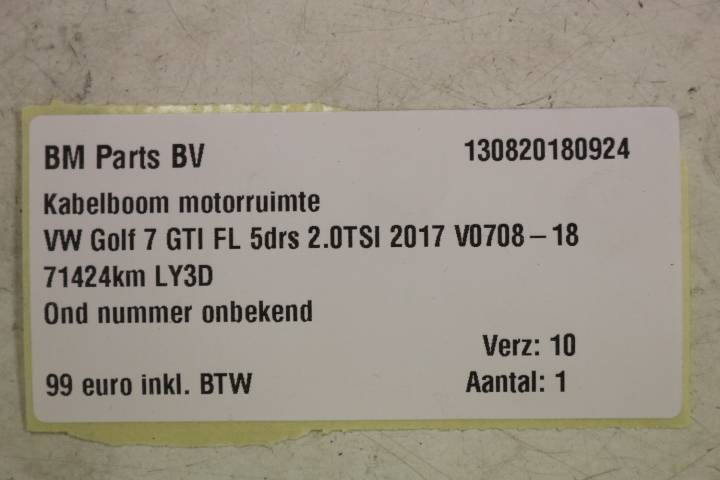 BM Parts BV 130820180924
Kabelboom motorruimte
VW Golf 7 GTI FL 5drs 2.0TSI 2017 V0708-18
71424km LY3D
Ond nummer onbekend
Verz: 10
99 euro inkl. BTW Aantal: 1